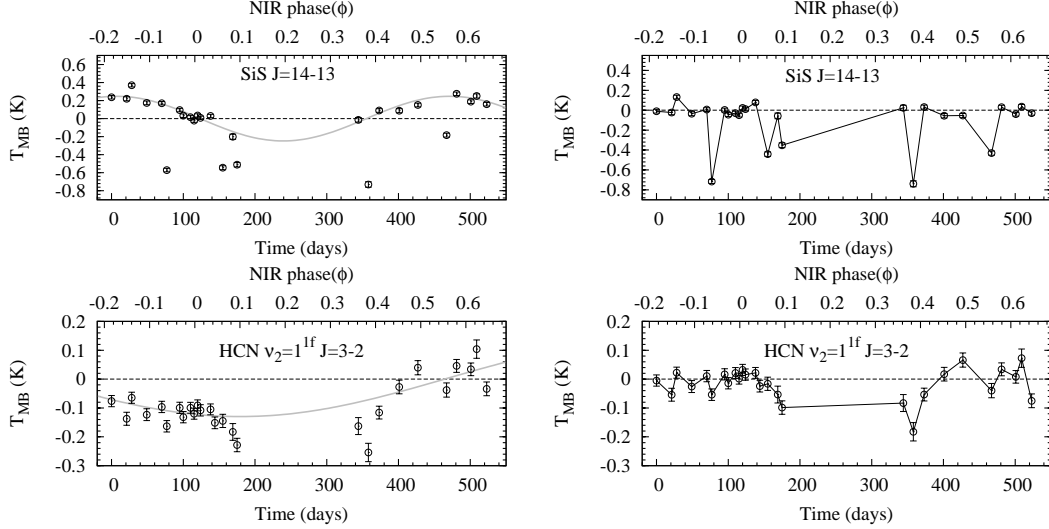 NIR phase(ϕ)
-0.2 -0.1 0 0.1 0.2 0.3 0.4 0.5 0.6
SiS J=14-13
T_MB (K)
0.6
0.4
0.2
0
-0.2
-0.4
-0.6
-0.8
0 100 200 300 400 500
Time (days)
NIR phase(ϕ)
-0.2 -0.1 0 0.1 0.2 0.3 0.4 0.5 0.6
SiS J=14-13
T_MB (K)
0.4
0.2
0
-0.2
-0.4
-0.6
-0.8
0 100 200 300 400 500
Time (days)
NIR phase(ϕ)
-0.2 -0.1 0 0.1 0.2 0.3 0.4 0.5 0.6
HCN ν₂=1^1f J=3-2
T_MB (K)
0.2
0.1
0
-0.1
-0.2
-0.3
0 100 200 300 400 500
Time (days)
NIR phase(ϕ)
-0.2 -0.1 0 0.1 0.2 0.3 0.4 0.5 0.6
HCN ν₂=1^1f J=3-2
T_MB (K)
0.2
0.1
0
-0.1
-0.2
-0.3
0 100 200 300 400 500
Time (days)